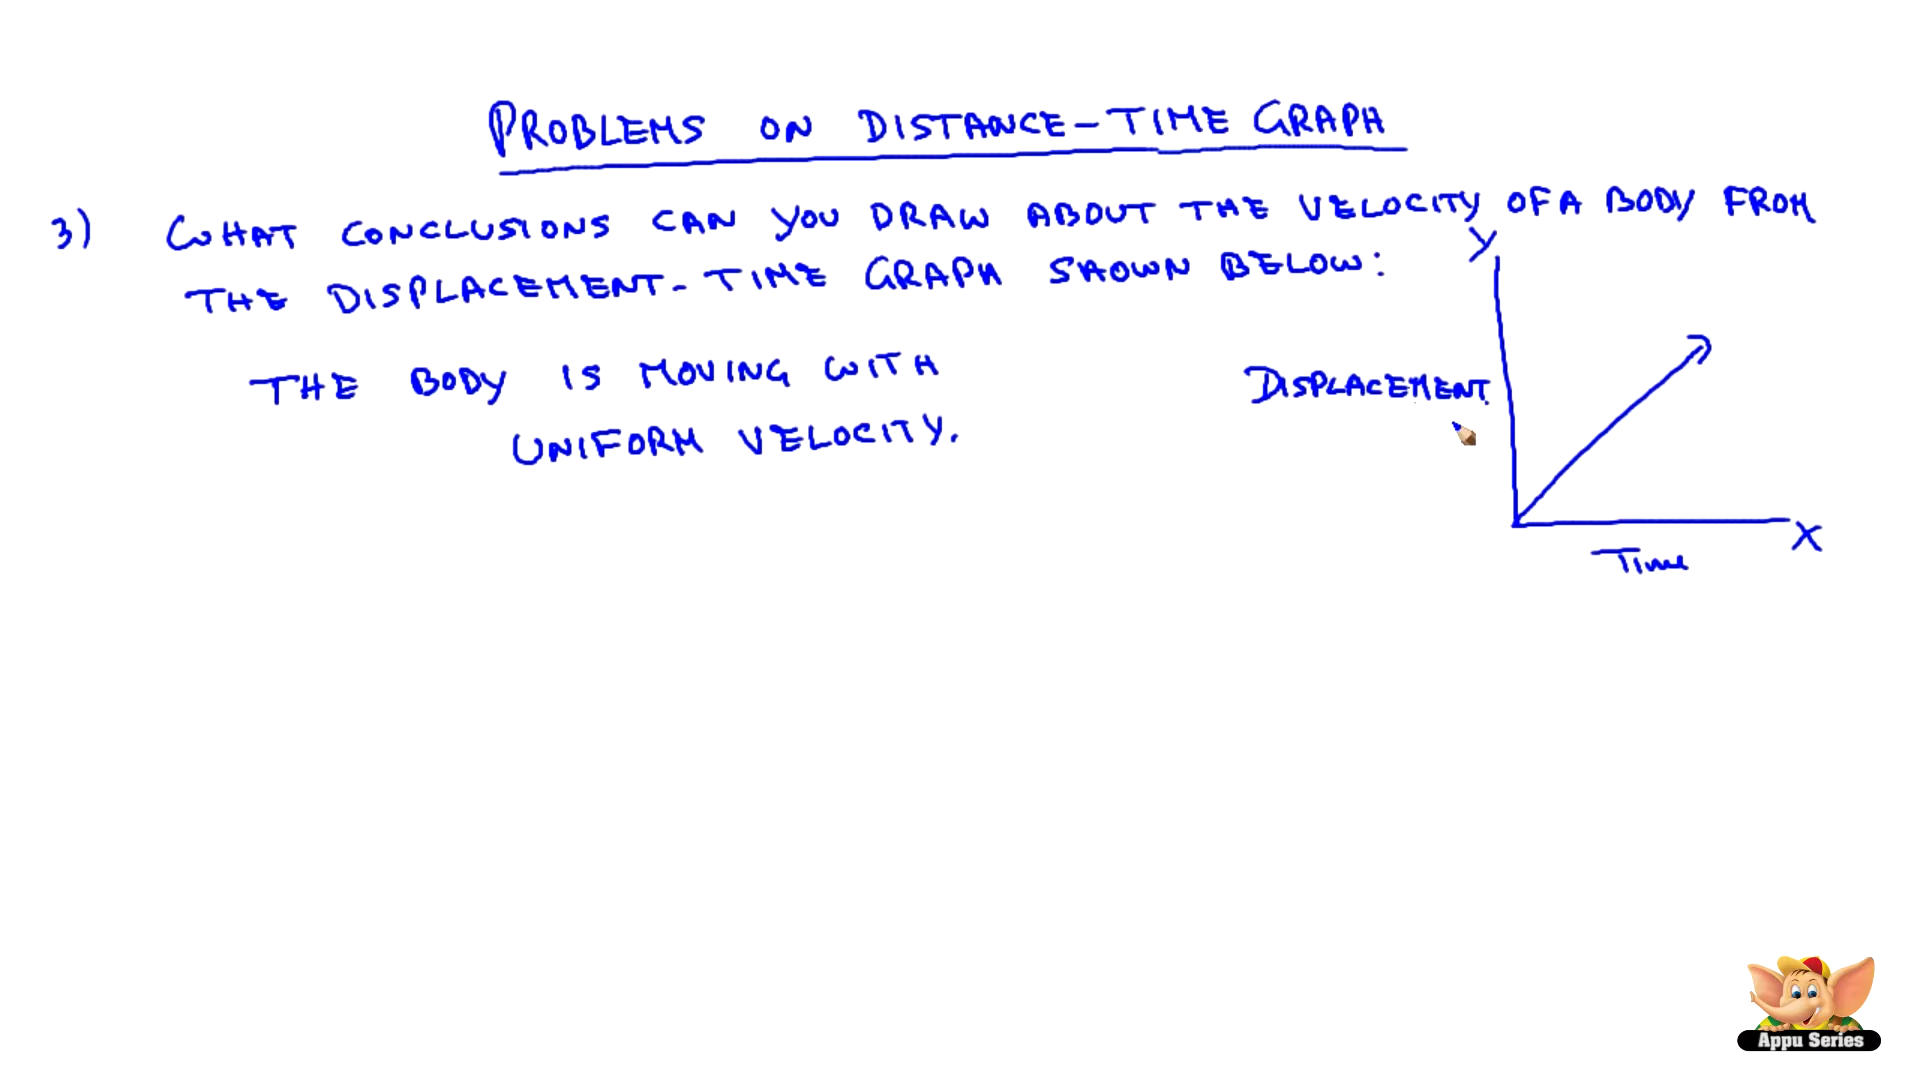 PROBLEMS ON DISTANCE-TIME GRAPH
3) WHAT CONCLUSIONS CAN YOU DRAW ABOUT THE VELOCITY OF A BODY FROM
THE DISPLACEMENT-TIME GRAPH SHOWN BELOW:
THE BODY IS MOVING WITH
UNIFORM VELOCITY.
Y
DISPLACEMENT
X
Time
Appu Series